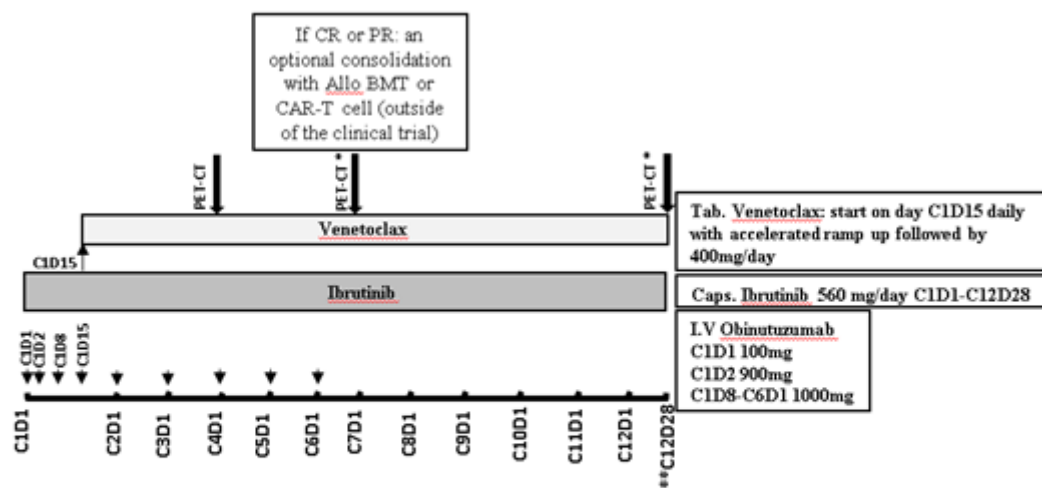 If CR or PR: an
optional consolidation
with Allo BMT or
CAR-T cell (outside
of the clinical trial)
PET-CT
PET-CT *
PET-CT *
Venetoclax
Tab. Venetoclax: start on day C1D15 daily
with accelerated ramp up followed by
400mg/day
C1D15
Ibrutinib
Caps. Ibrutinib 560 mg/day C1D1-C12D28
C1D1
C1D2
C1D8
C1D15
I.V Obinutuzumab
C1D1 100mg
C1D2 900mg
C1D8-C6D1 1000mg
C1D1
C2D1
C3D1
C4D1
C5D1
C6D1
C7D1
C8D1
C9D1
C10D1
C11D1
C12D1
**C12D28